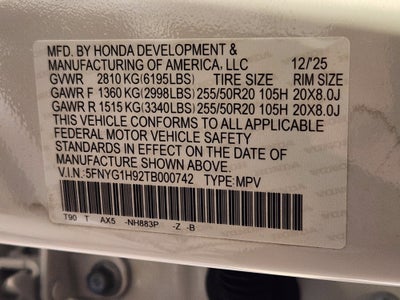 MFD. BY HONDA DEVELOPMENT &
MANUFACTURING OF AMERICA, LLC 12/'25
GVWR 2810 KG(6195LBS) TIRE SIZE RIM SIZE
GAWR F 1360 KG(2998LBS) 255/50R20 105H 20X8.0J
GAWR R 1515 KG(3340LBS) 255/50R20 105H 20X8.0J
THIS VEHICLE CONFORMS TO ALL APPLICABLE
FEDERAL MOTOR VEHICLE SAFETY
STANDARDS IN EFFECT ON THE DATE OF
MANUFACTURE SHOWN ABOVE.
V.I.N.:5FNYG1H92TB000742 TYPE:MPV
T90 T AX5 -NH883P -Z -B